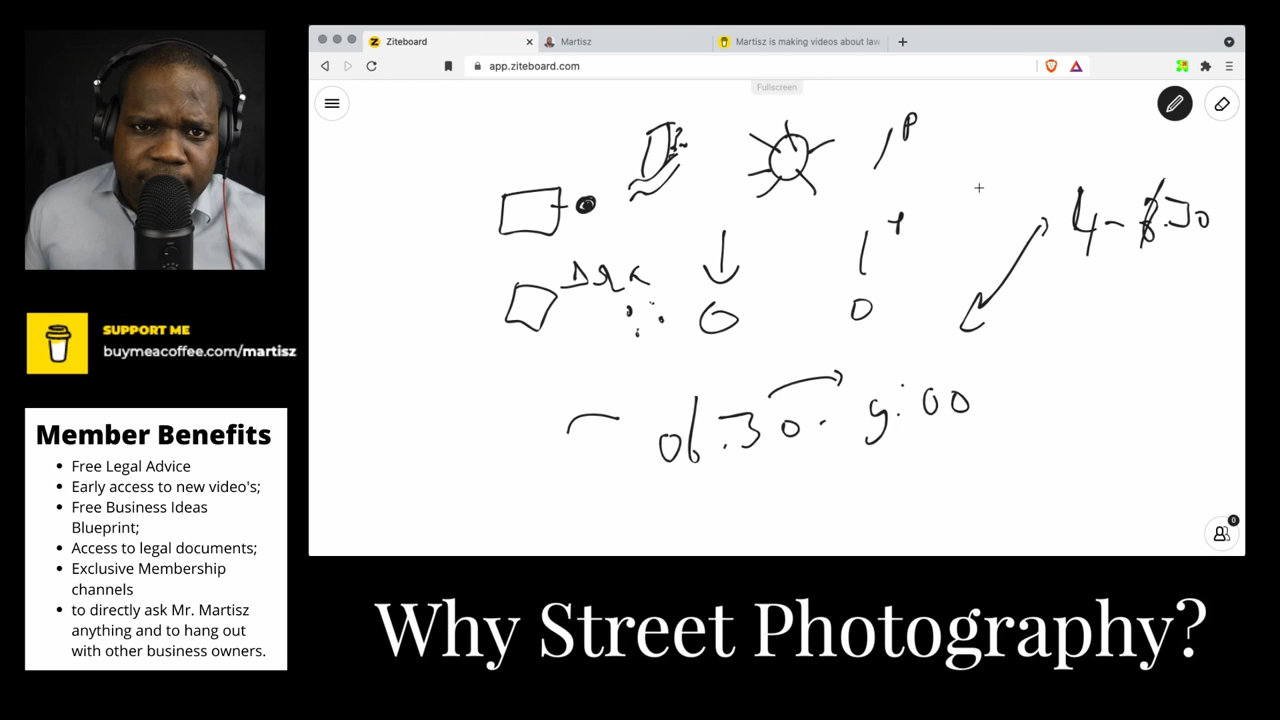 Ziteboard
Martisz
Martisz is making videos about law
app.ziteboard.com
Fullscreen
P
4-8.30
06.30. 9:00
0
SUPPORT ME
buymeacoffee.com/martisz
Member Benefits
Free Legal Advice
Early access to new video's;
Free Business Ideas
Blueprint;
Access to legal documents;
Exclusive Membership
channels
to directly ask Mr. Martisz
anything and to hang out
with other business owners.
Why Street Photography?